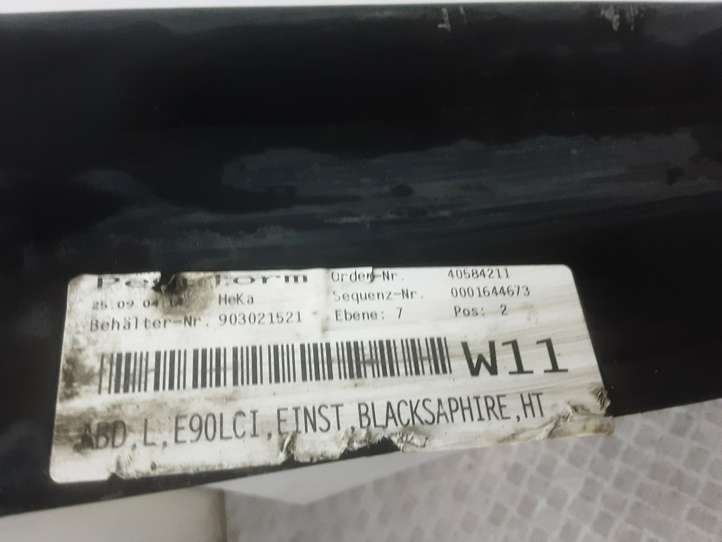 Order-Nr. 40584211
25.09.04 HeKa Sequenz-Nr. 0001644673
Behälter-Nr. 903021521 Ebene: 7 Pos: 2
W11
ABD,L,E90LCI,EINST,BLACKSAPHIRE,HT